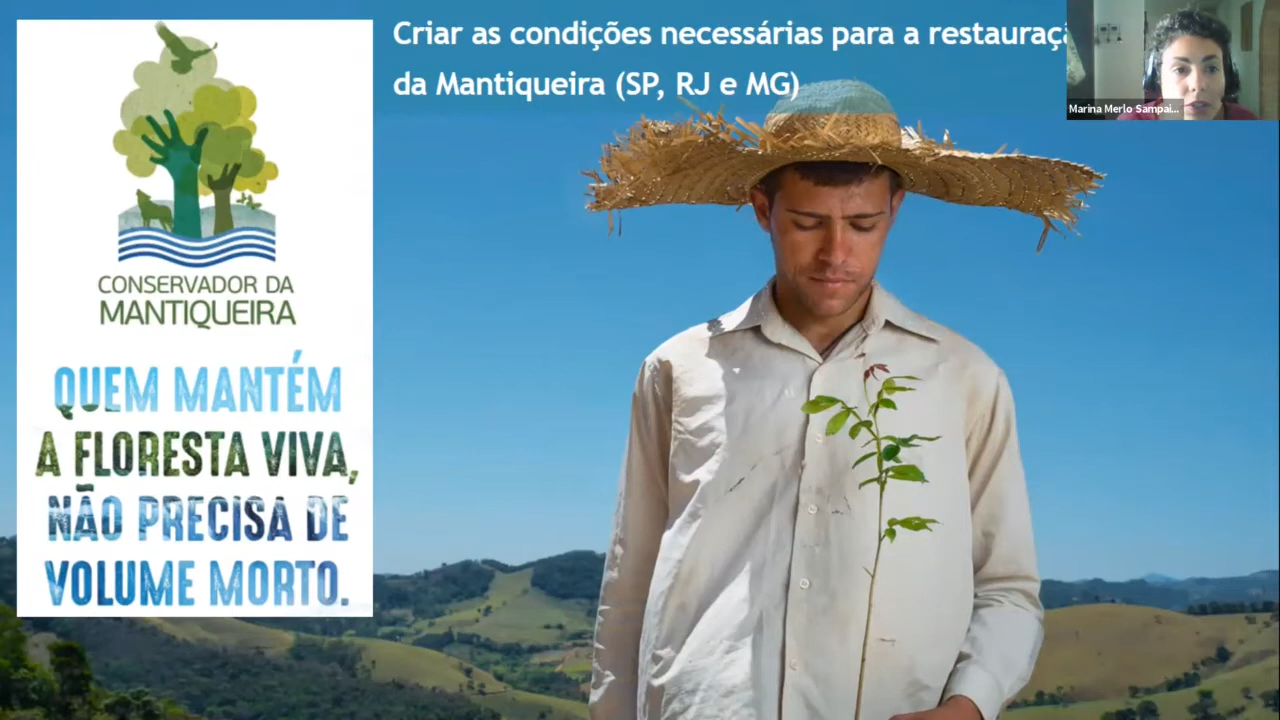 Criar as condições necessárias para a restauraçã
da Mantiqueira (SP, RJ e MG)
Marina Merlo Sampai...
CONSERVADOR DA
MANTIQUEIRA
QUEM MANTÉM
A FLORESTA VIVA,
NÃO PRECISA DE
VOLUME MORTO.